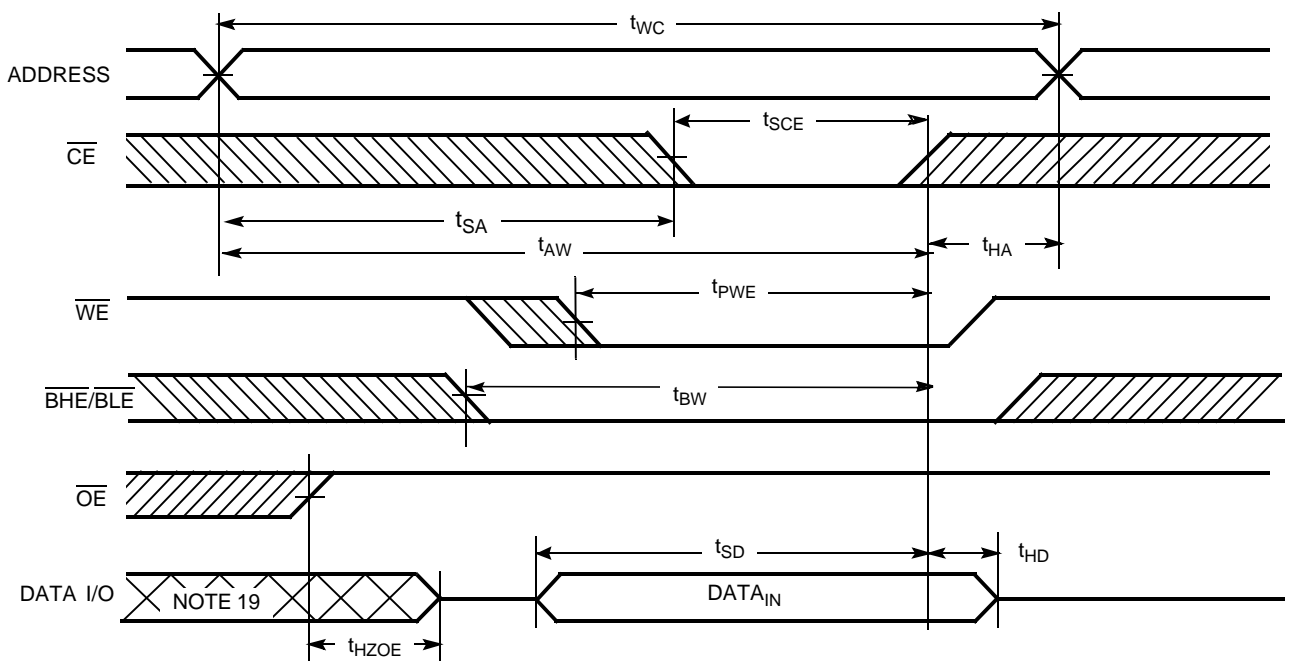 tWC
ADDRESS
tSCE
CE
tSA
tAW
tHA
tPWE
WE
tBW
BHE/BLE
OE
tSD
tHD
DATA I/O
NOTE 19
DATAIN
tHZOE